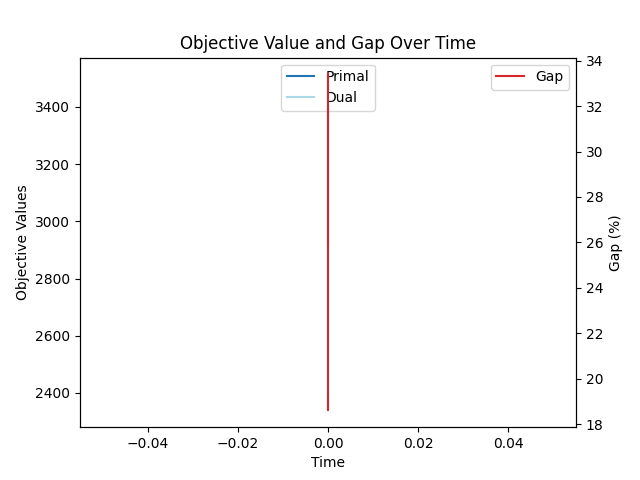 Objective Value and Gap Over Time
Primal
Dual
Gap
Objective Values
3400
3200
3000
2800
2600
2400
34
32
30
28
26
24
22
20
18
Gap (%)
−0.04
−0.02
0.00
0.02
0.04
Time